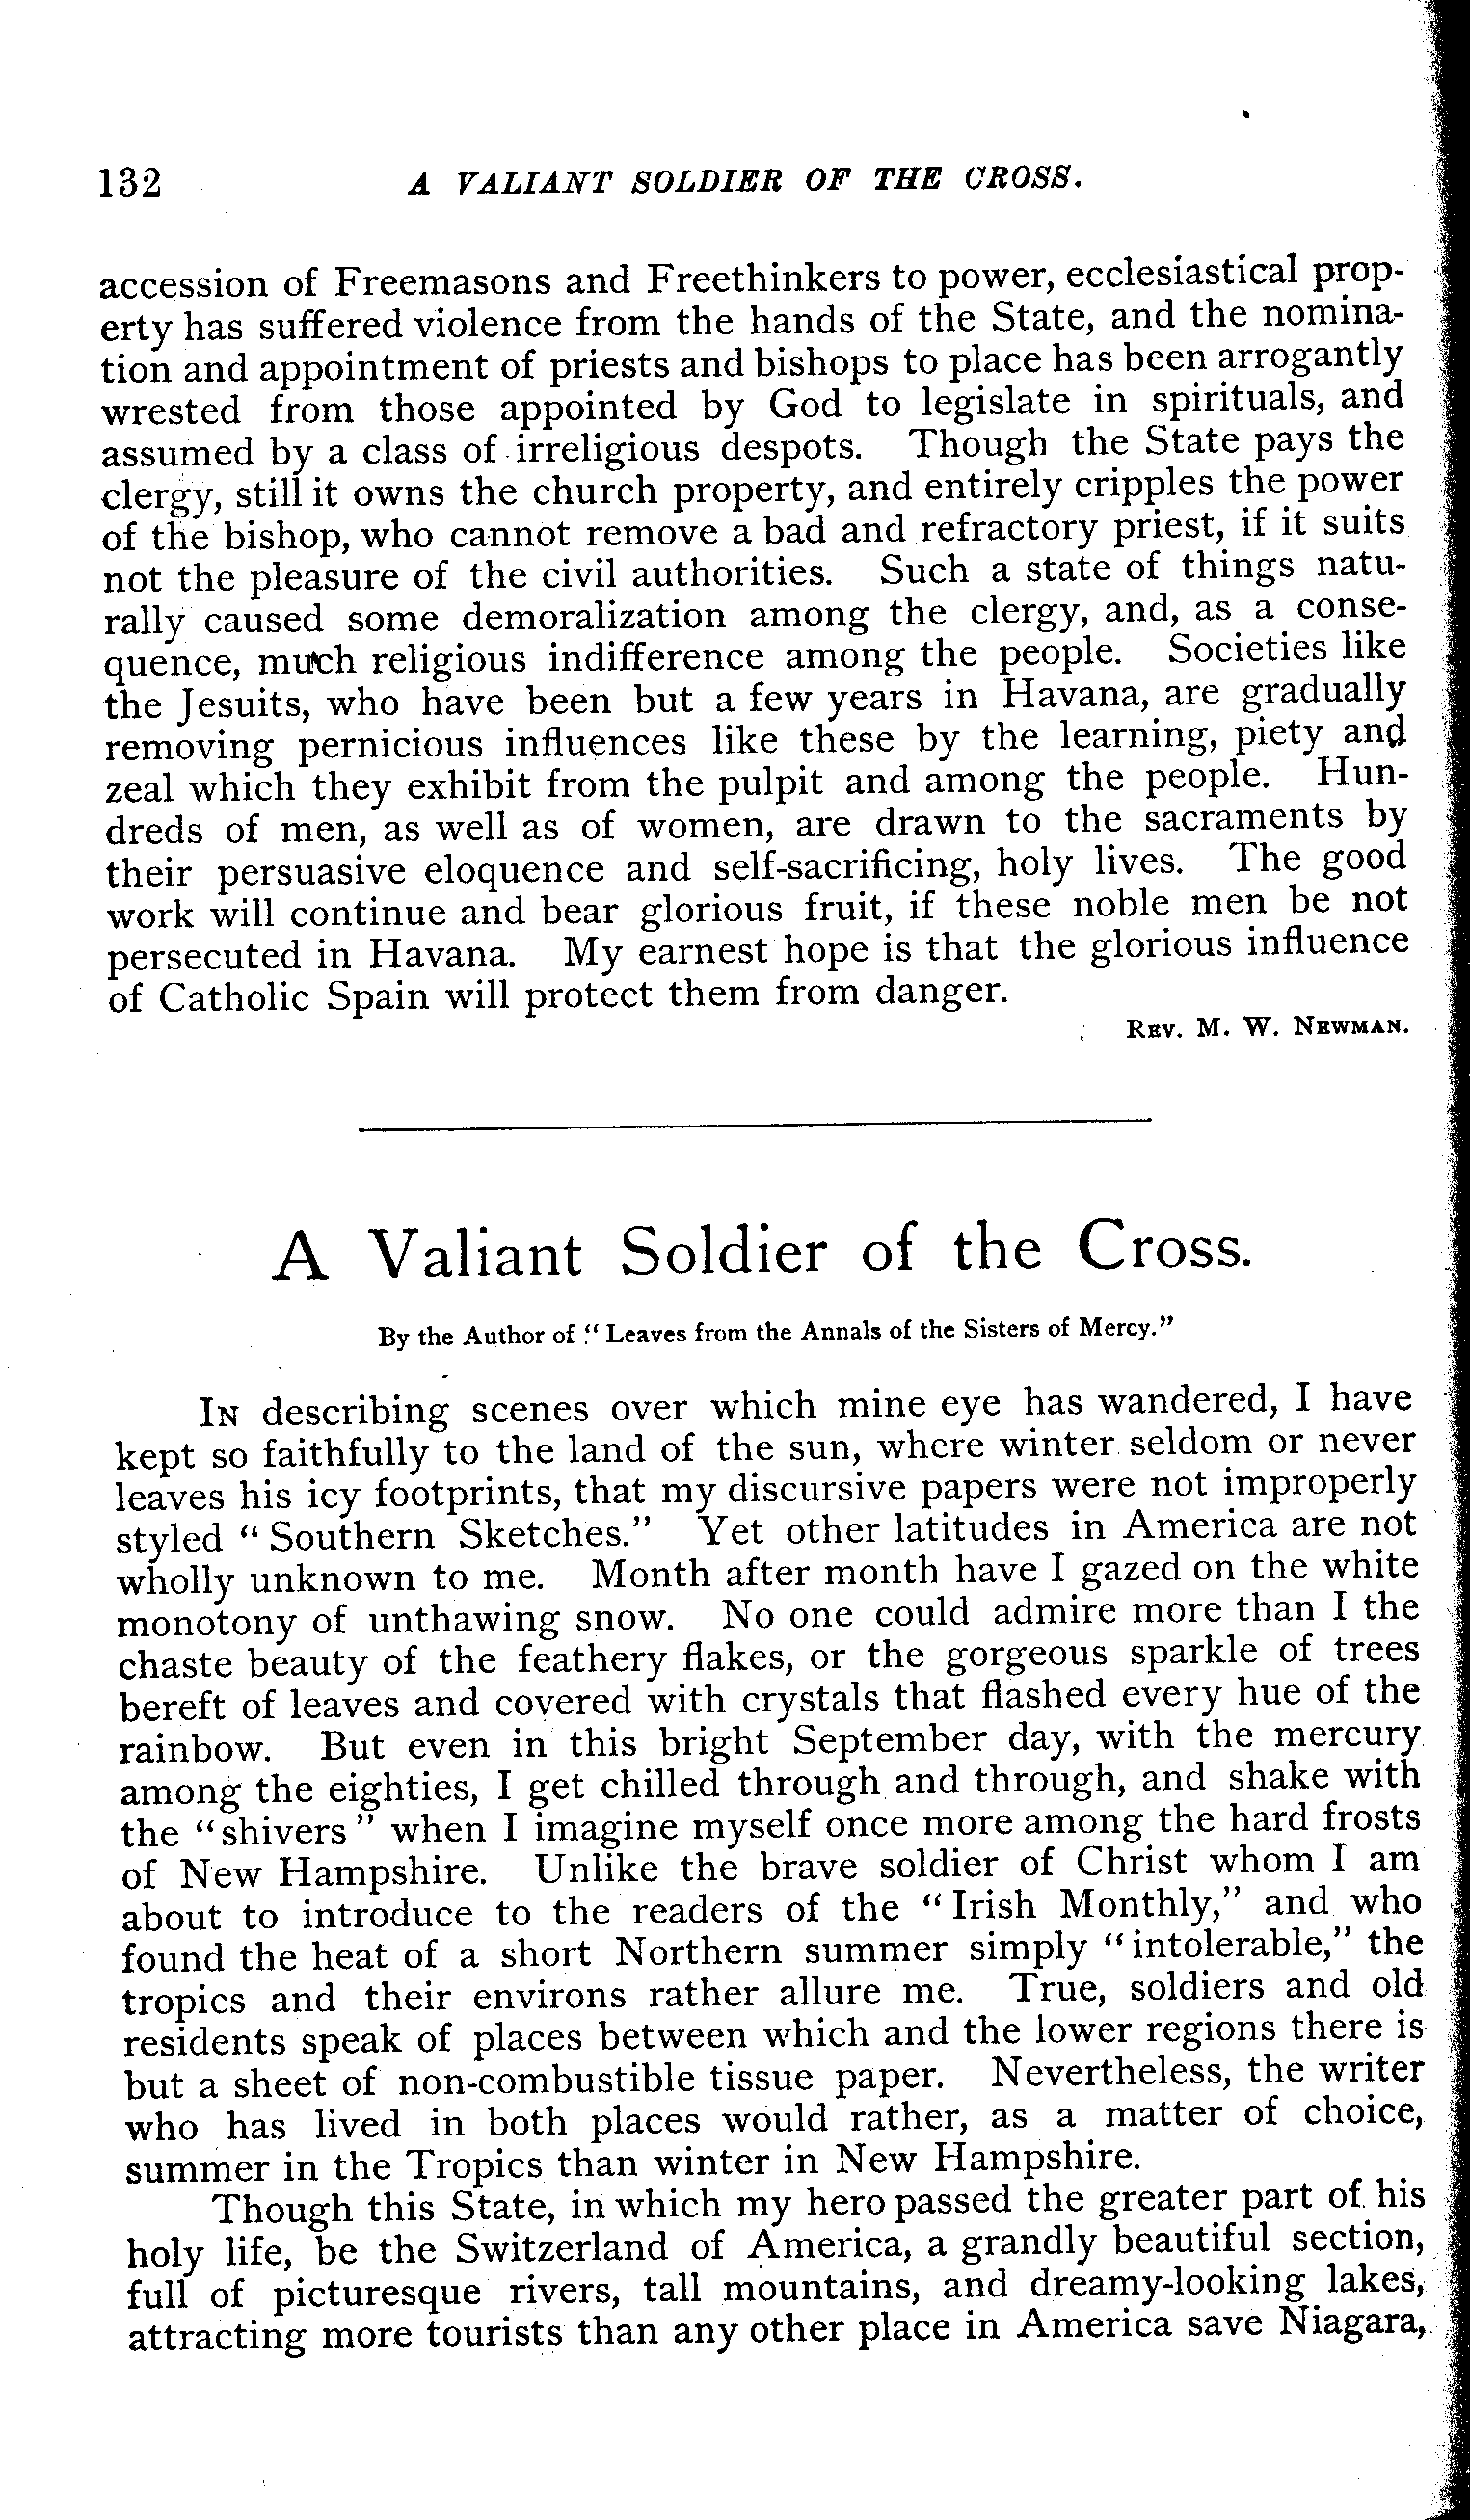 132 A VALIANT SOLDIER OF THE CROSS.
accession of Freemasons and Freethinkers to power, ecclesiastical prop-
erty has suffered violence from the hands of the State, and the nomina-
tion and appointment of priests and bishops to place has been arrogantly
wrested from those appointed by God to legislate in spirituals, and
assumed by a class of irreligious despots. Though the State pays the
clergy, still it owns the church property, and entirely cripples the power
of the bishop, who cannot remove a bad and refractory priest, if it suits
not the pleasure of the civil authorities. Such a state of things natu-
rally caused some demoralization among the clergy, and, as a conse-
quence, much religious indifference among the people. Societies like
the Jesuits, who have been but a few years in Havana, are gradually
removing pernicious influences like these by the learning, piety and
zeal which they exhibit from the pulpit and among the people. Hun-
dreds of men, as well as of women, are drawn to the sacraments by
their persuasive eloquence and self-sacrificing, holy lives. The good
work will continue and bear glorious fruit, if these noble men be not
persecuted in Havana. My earnest hope is that the glorious influence
of Catholic Spain will protect them from danger.
REV. M. W. NEWMAN.
A Valiant Soldier of the Cross.
By the Author of "Leaves from the Annals of the Sisters of Mercy."
IN describing scenes over which mine eye has wandered, I have
kept so faithfully to the land of the sun, where winter seldom or never
leaves his icy footprints, that my discursive papers were not improperly
styled "Southern Sketches." Yet other latitudes in America are not
wholly unknown to me. Month after month have I gazed on the white
monotony of unthawing snow. No one could admire more than I the
chaste beauty of the feathery flakes, or the gorgeous sparkle of trees
bereft of leaves and covered with crystals that flashed every hue of the
rainbow. But even in this bright September day, with the mercury
among the eighties, I get chilled through and through, and shake with
the "shivers" when I imagine myself once more among the hard frosts
of New Hampshire. Unlike the brave soldier of Christ whom I am
about to introduce to the readers of the "Irish Monthly," and who
found the heat of a short Northern summer simply "intolerable," the
tropics and their environs rather allure me. True, soldiers and old
residents speak of places between which and the lower regions there is
but a sheet of non-combustible tissue paper. Nevertheless, the writer
who has lived in both places would rather, as a matter of choice,
summer in the Tropics than winter in New Hampshire.
Though this State, in which my hero passed the greater part of his
holy life, be the Switzerland of America, a grandly beautiful section,
full of picturesque rivers, tall mountains, and dreamy-looking lakes,
attracting more tourists than any other place in America save Niagara,